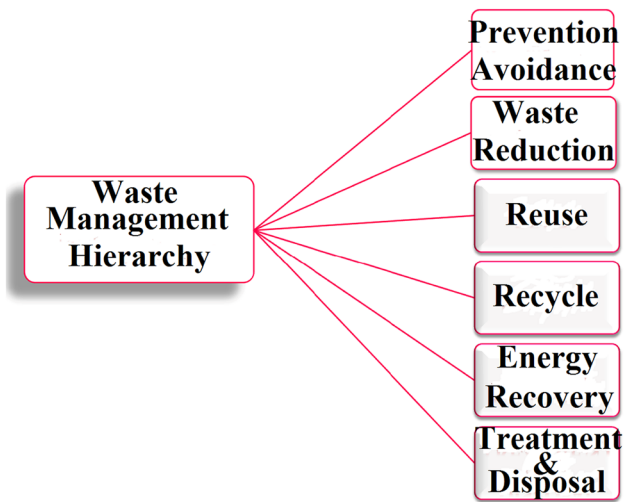 Waste
Management
Hierarchy
Prevention
Avoidance
Waste
Reduction
Reuse
Recycle
Energy
Recovery
Treatment
&
Disposal